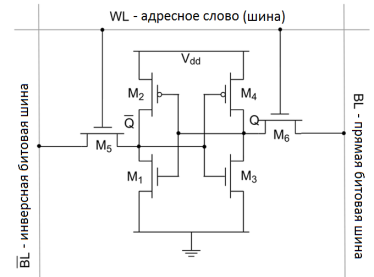 WL - адресное слово (шина)
Vdd
M2
M4
Q
Q
M5
M6
M1
M3
BL - инверсная битовая шина
BL - прямая битовая шина